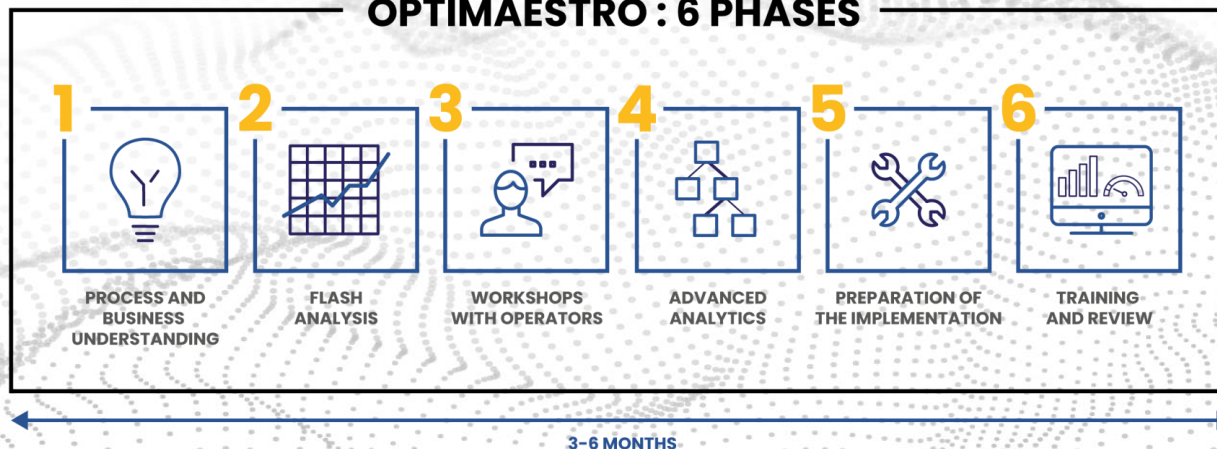 OPTIMAESTRO : 6 PHASES
1
PROCESS AND
BUSINESS
UNDERSTANDING
2
FLASH
ANALYSIS
3
WORKSHOPS
WITH OPERATORS
4
ADVANCED
ANALYTICS
5
PREPARATION OF
THE IMPLEMENTATION
6
TRAINING
AND REVIEW
3-6 MONTHS